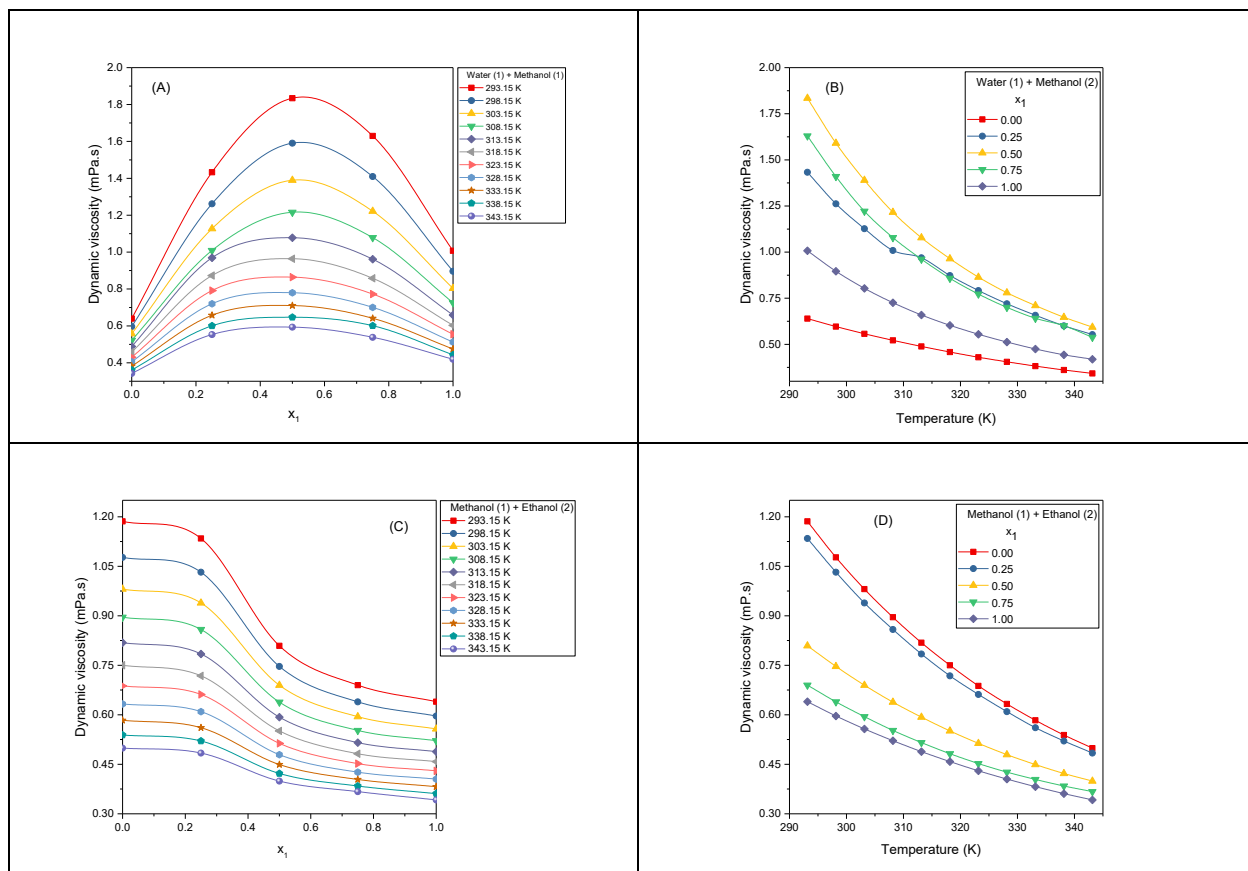 (A)
Water (1) + Methanol (1)
293.15 K
298.15 K
303.15 K
308.15 K
313.15 K
318.15 K
323.15 K
328.15 K
333.15 K
338.15 K
343.15 K
Dynamic viscosity (mPa.s)
2.0
1.8
1.6
1.4
1.2
1.0
0.8
0.6
0.4
0.0 0.2 0.4 0.6 0.8 1.0
x1
(B)
Water (1) + Methanol (2)
x1
0.00
0.25
0.50
0.75
1.00
Dynamic viscosity (mPa.s)
2.00
1.75
1.50
1.25
1.00
0.75
0.50
290 300 310 320 330 340
Temperature (K)
(C)
Methanol (1) + Ethanol (2)
293.15 K
298.15 K
303.15 K
308.15 K
313.15 K
318.15 K
323.15 K
328.15 K
333.15 K
338.15 K
343.15 K
Dynamic viscosity (mPa.s)
1.20
1.05
0.90
0.75
0.60
0.45
0.30
0.0 0.2 0.4 0.6 0.8 1.0
x1
(D)
Methanol (1) + Ethanol (2)
x1
0.00
0.25
0.50
0.75
1.00
Dynamic viscosity (mP.s)
1.20
1.05
0.90
0.75
0.60
0.45
0.30
290 300 310 320 330 340
Temperature (K)